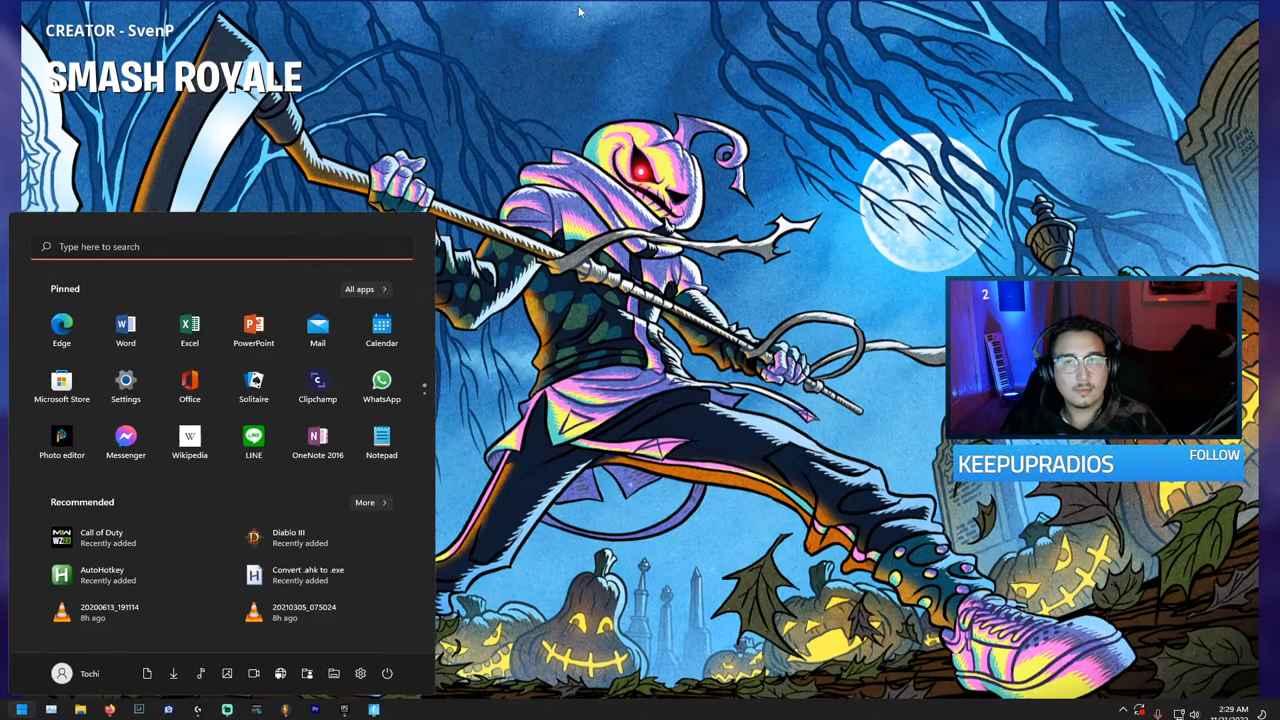 CREATOR - SvenP
SMASH ROYALE
Type here to search
Pinned
All apps
Edge
Word
Excel
PowerPoint
Mail
Calendar
Microsoft Store
Settings
Office
Solitaire
Clipchamp
WhatsApp
Photo editor
Messenger
Wikipedia
LINE
OneNote 2016
Notepad
Recommended
More
Call of Duty
Recently added
Diablo III
Recently added
AutoHotkey
Recently added
Convert .ahk to .exe
Recently added
20200613_191114
8h ago
20210305_075024
8h ago
Tochi
2
KEEPUPRADIOS
FOLLOW
2:29 AM